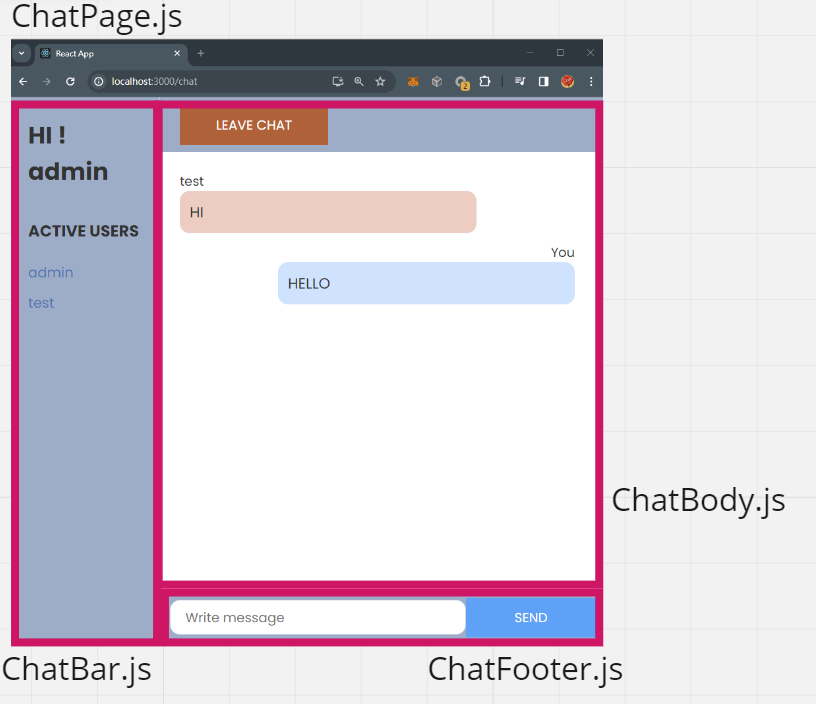 ChatPage.js
React App
localhost:3000/chat
2
HI !
admin
ACTIVE USERS
admin
test
LEAVE CHAT
test
HI
You
HELLO
Write message
SEND
ChatBody.js
ChatBar.js
ChatFooter.js